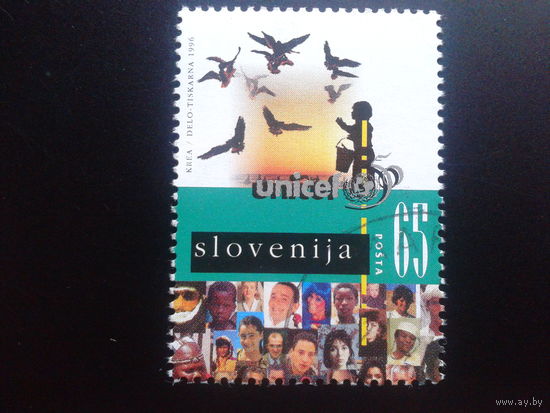 KREA / DELO-TISKARNA 1996
unicef
slovenija
POŠTA
65
www.ay.by